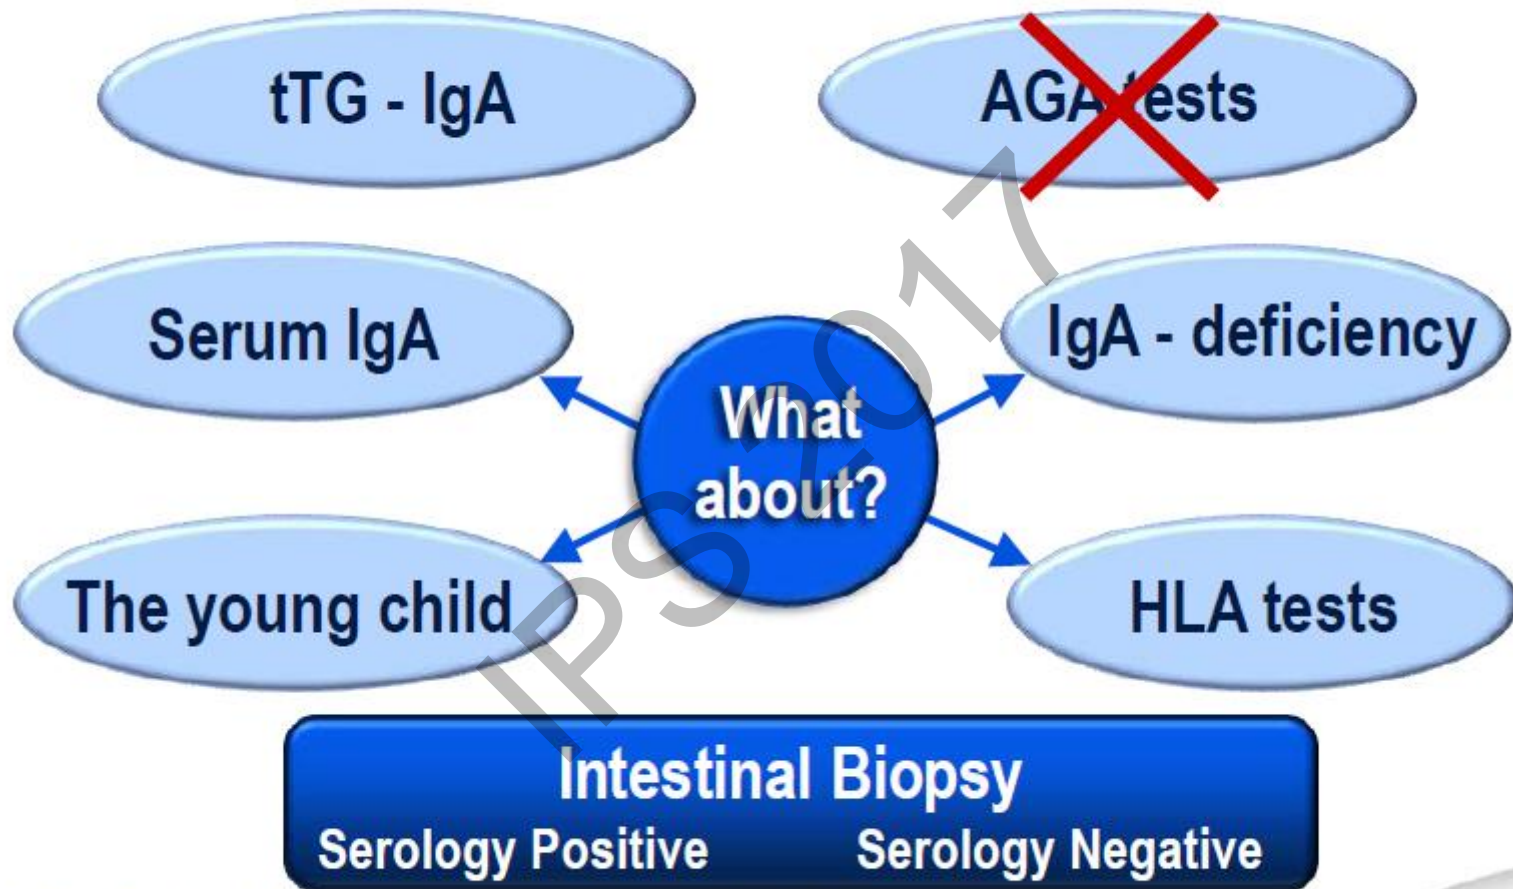 tTG - IgA
AGA tests
Serum IgA
IgA - deficiency
What
about?
The young child
HLA tests
IPS 2017
Intestinal Biopsy
Serology Positive
Serology Negative